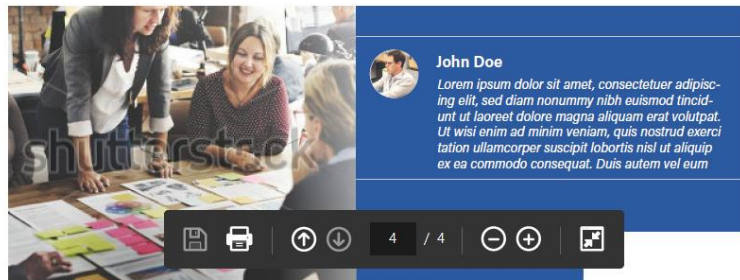 shutterstock
John Doe
Lorem ipsum dolor sit amet, consectetuer adipisc-
ing elit, sed diam nonummy nibh euismod tincid-
unt ut laoreet dolore magna aliquam erat volutpat.
Ut wisi enim ad minim veniam, quis nostrud exerci
tation ullamcorper suscipit lobortis nisl ut aliquip
ex ea commodo consequat. Duis autem vel eum
4 / 4